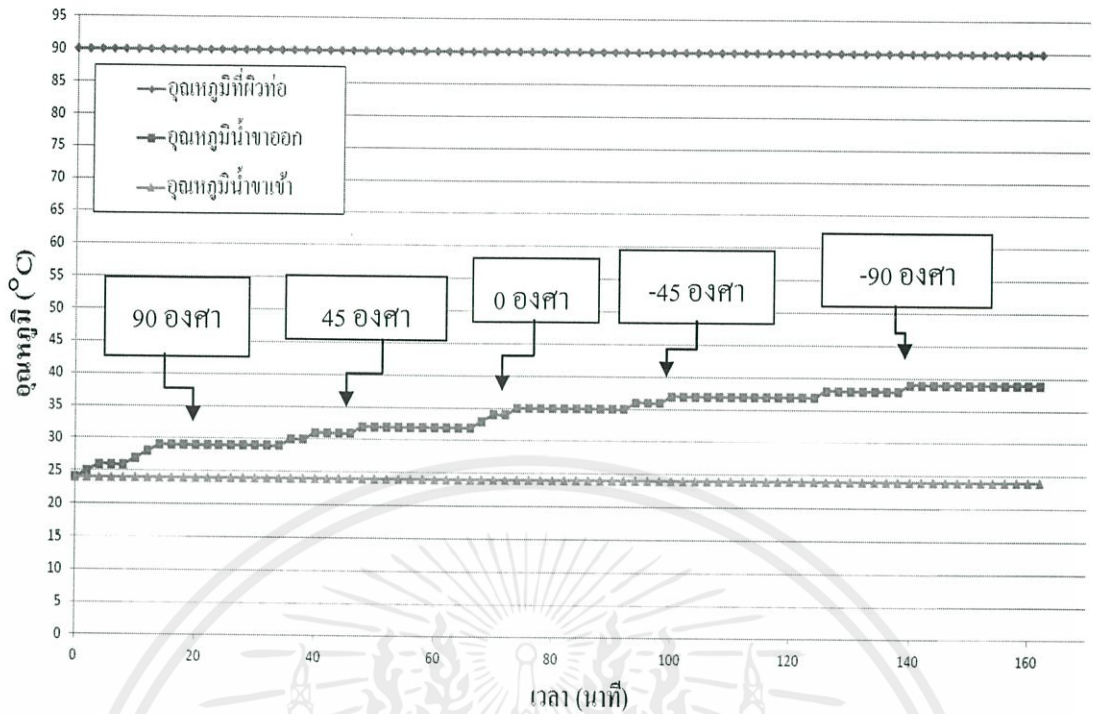 95
90
85
80
75
70
65
60
55
50
45
40
35
30
25
20
15
10
5
0
อุณหภูมิ (°C)
อุณหภูมิที่ผิวท่อ
อุณหภูมิน้ำขาออก
อุณหภูมิน้ำขาเข้า
90 องศา
45 องศา
0 องศา
-45 องศา
-90 องศา
0 20 40 60 80 100 120 140 160
เวลา (นาที)